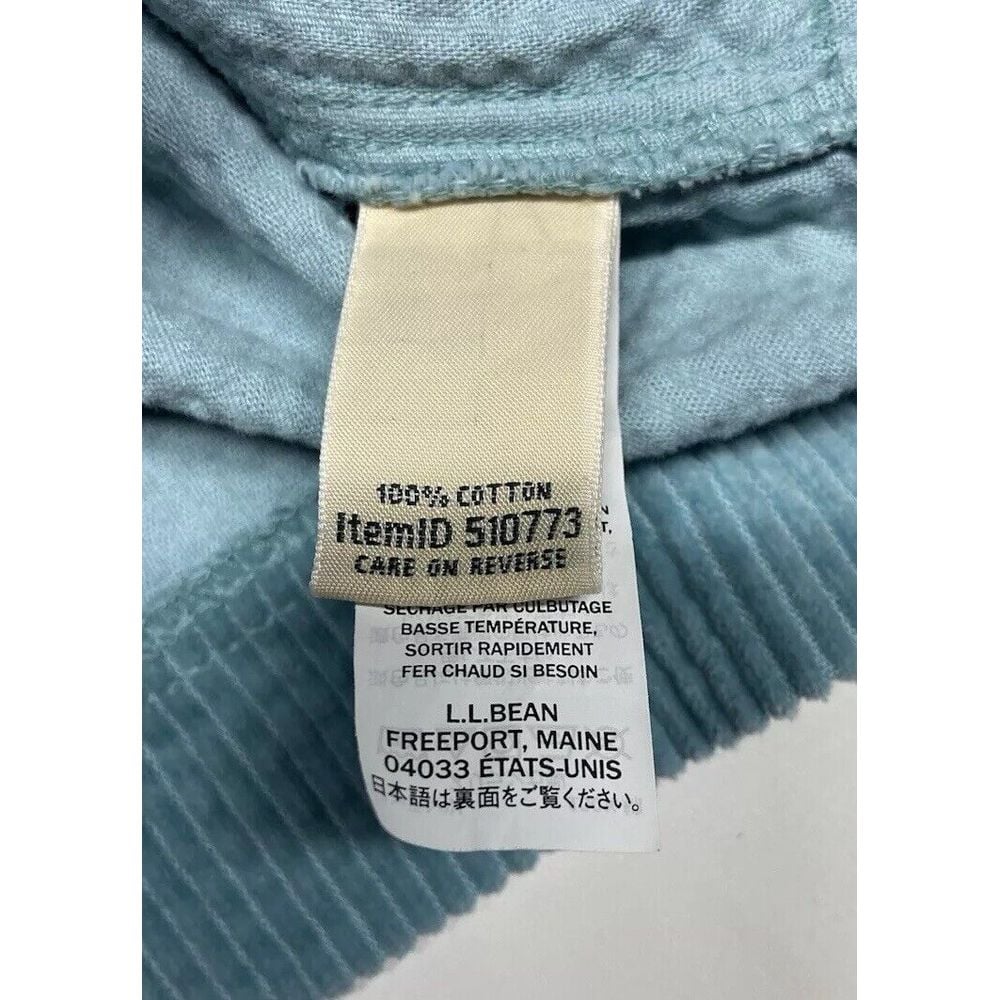 100% COTTON
ItemID 510773
CARE ON REVERSE
N
T,
SÉCHAGE PAR CULBUTAGE
BASSE TEMPÉRATURE,
SORTIR RAPIDEMENT
FER CHAUD SI BESOIN
L.L.BEAN
FREEPORT, MAINE
04033 ÉTATS-UNIS
日本語は裏面をご覧ください。